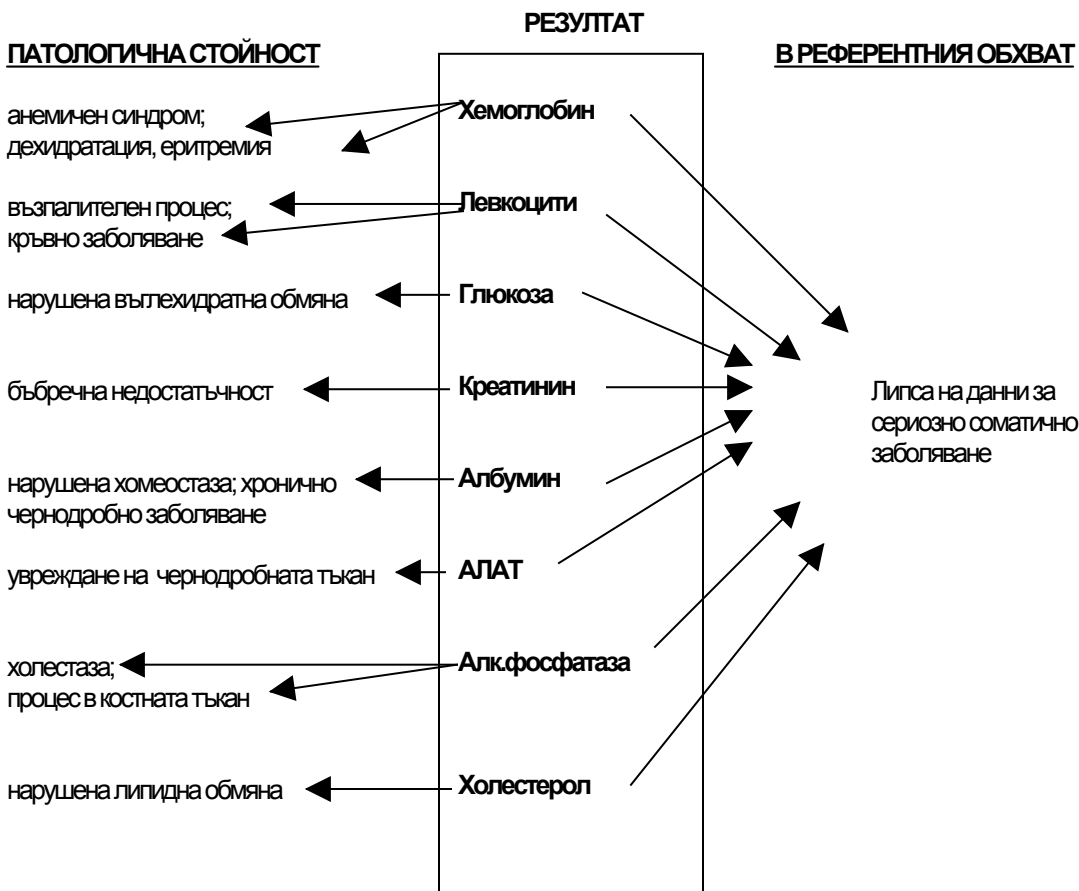 РЕЗУЛТАТ
ПАТОЛОГИЧНА СТОЙНОСТ
В РЕФЕРЕНТНИЯ ОБХВАТ
анемичен синдром;
дехидратация, еритремия
Хемоглобин
възпалителен процес;
кръвно заболяване
Левкоцити
нарушена въглехидратна обмяна
Глюкоза
бъбречна недостатъчност
Креатинин
Липса на данни за
сериозно соматично
заболяване
нарушена хомеостаза; хронично
чернодробно заболяване
Албумин
увреждане на чернодробната тъкан
АЛАТ
холестаза;
процес в костната тъкан
Алк.фосфатаза
нарушена липидна обмяна
Холестерол